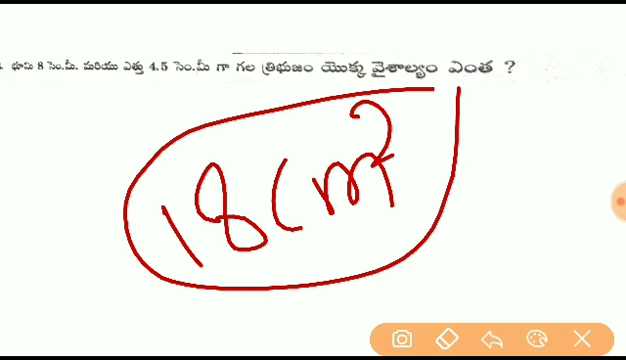 . భూమి 8 సెం.మీ. మరియు ఎత్తు 4.5 సెం.మీ గా గల త్రిభుజం యొక్క వైశాల్యం ఎంత ?
18 cm²